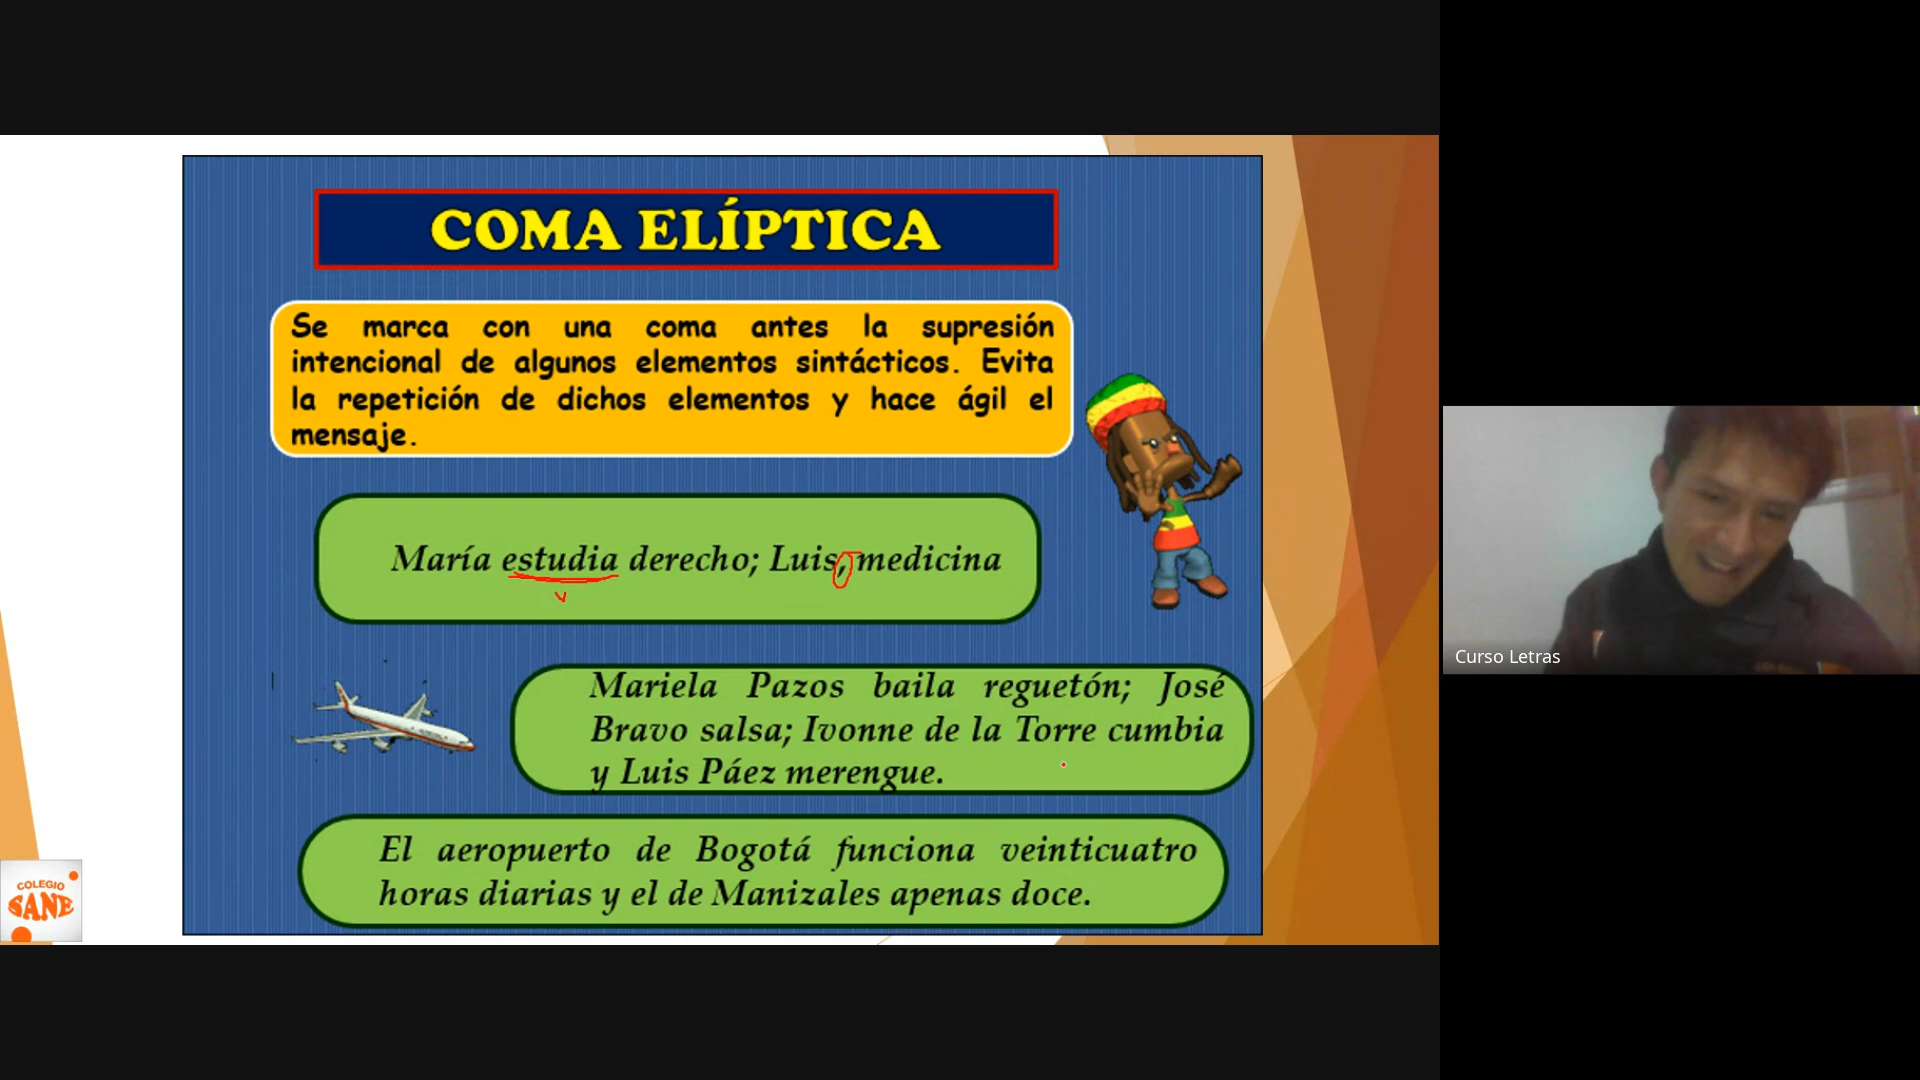 COMA ELÍPTICA
Se marca con una coma antes la supresión
intencional de algunos elementos sintácticos. Evita
la repetición de dichos elementos y hace ágil el
mensaje.
María estudia derecho; Luis, medicina
v
Mariela Pazos baila reguetón; José
Bravo salsa; Ivonne de la Torre cumbia
y Luis Páez merengue.
El aeropuerto de Bogotá funciona veinticuatro
horas diarias y el de Manizales apenas doce.
COLEGIO
SANE
Curso Letras